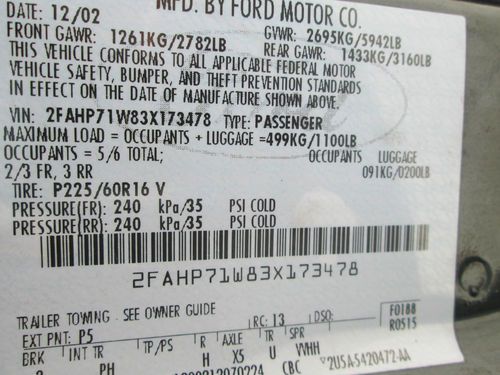 DATE: 12/02 MFD. BY FORD MOTOR CO.
FRONT GAWR: 1261KG/2782LB GVWR: 2695KG/5942LB
REAR GAWR: 1433KG/3160LB
THIS VEHICLE CONFORMS TO ALL APPLICABLE FEDERAL MOTOR
VEHICLE SAFETY, BUMPER, AND THEFT PREVENTION STANDARDS
IN EFFECT ON THE DATE OF MANUFACTURE SHOWN ABOVE.
VIN: 2FAHP71W83X173478 TYPE: PASSENGER
MAXIMUM LOAD = OCCUPANTS + LUGGAGE = 499KG/1100LB
OCCUPANTS = 5/6 TOTAL; OCCUPANTS LUGGAGE
2/3 FR, 3 RR 091KG/0200LB
TIRE P225/60R16 V
PRESSURE(FR): 240 kPa/35 PSI COLD
PRESSURE(RR): 240 kPa/35 PSI COLD
2FAHP71W83X173478
TRAILER TOWING - SEE OWNER GUIDE
EXT PNT: P5 RC: 13 DSO: F0188
R0515
BRK INT TR TP/PS R AXLE TR SPR
PH H X5 U VVHH
CBC